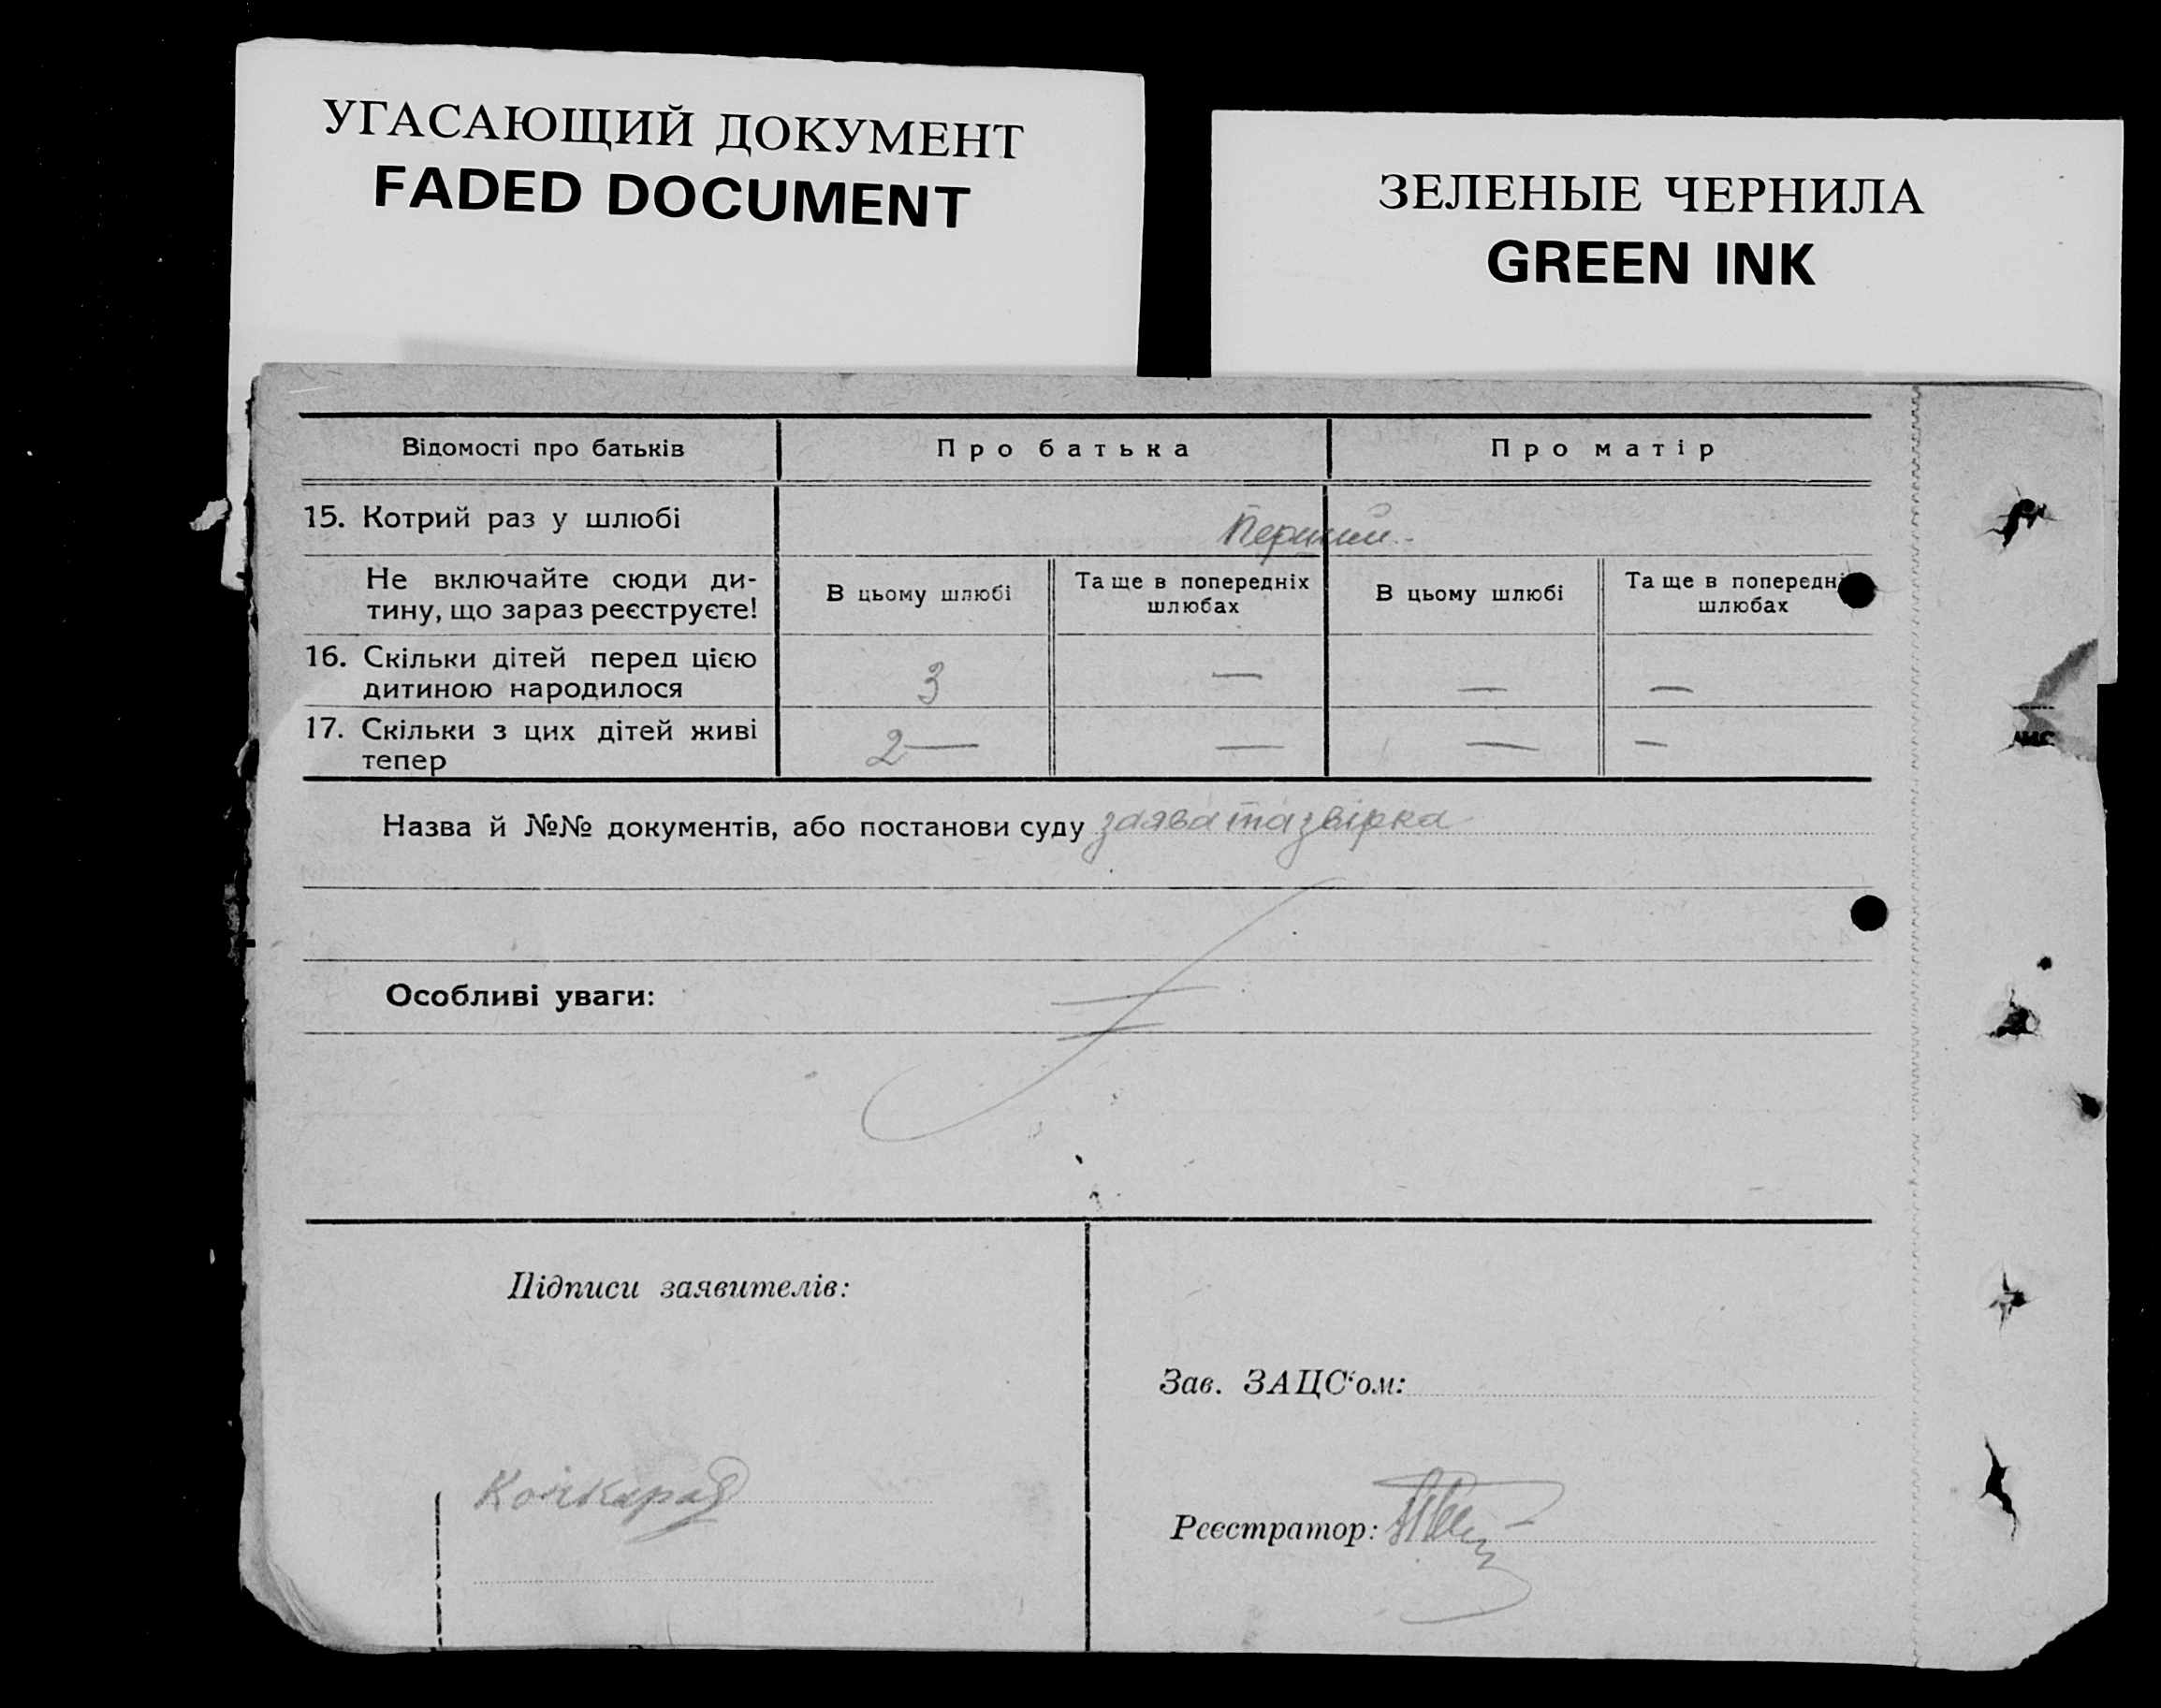 УГАСАЮЩИЙ ДОКУМЕНТ
FADED DOCUMENT
ЗЕЛЕНЫЕ ЧЕРНИЛА
GREEN INK
Відомості про батьків Про батька Про матір
15. Котрий раз у шлюбі Перший
Не включайте сюди ди-
тину, що зараз реєструєте!
В цьому шлюбі
Та ще в попередніх
шлюбах
В цьому шлюбі
Та ще в попередні
шлюбах
16. Скільки дітей перед цією
дитиною народилося
3 — — —
17. Скільки з цих дітей живі
тепер
2— — — —
Назва й №№ документів, або постанови суду заява та звірка
Особливі уваги:
Підписи заявителів:
Зав. ЗАЦС‘ом:
Реєстратор: